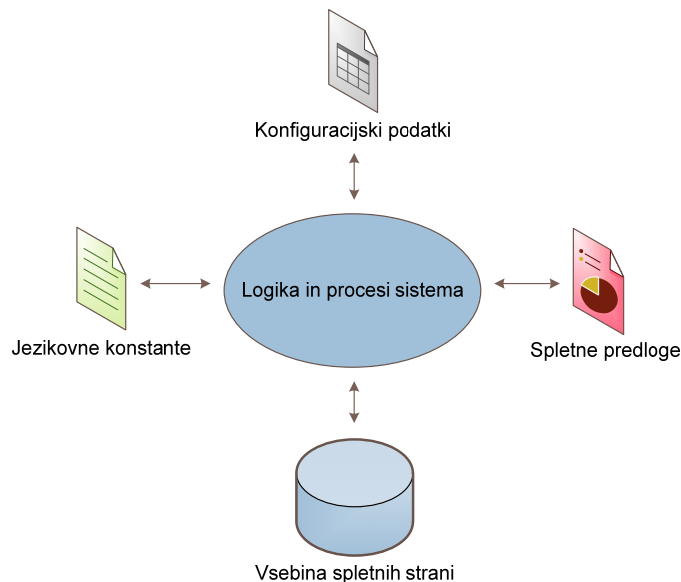 Konfiguracijski podatki
Logika in procesi sistema
Jezikovne konstante
Spletne predloge
Vsebina spletnih strani